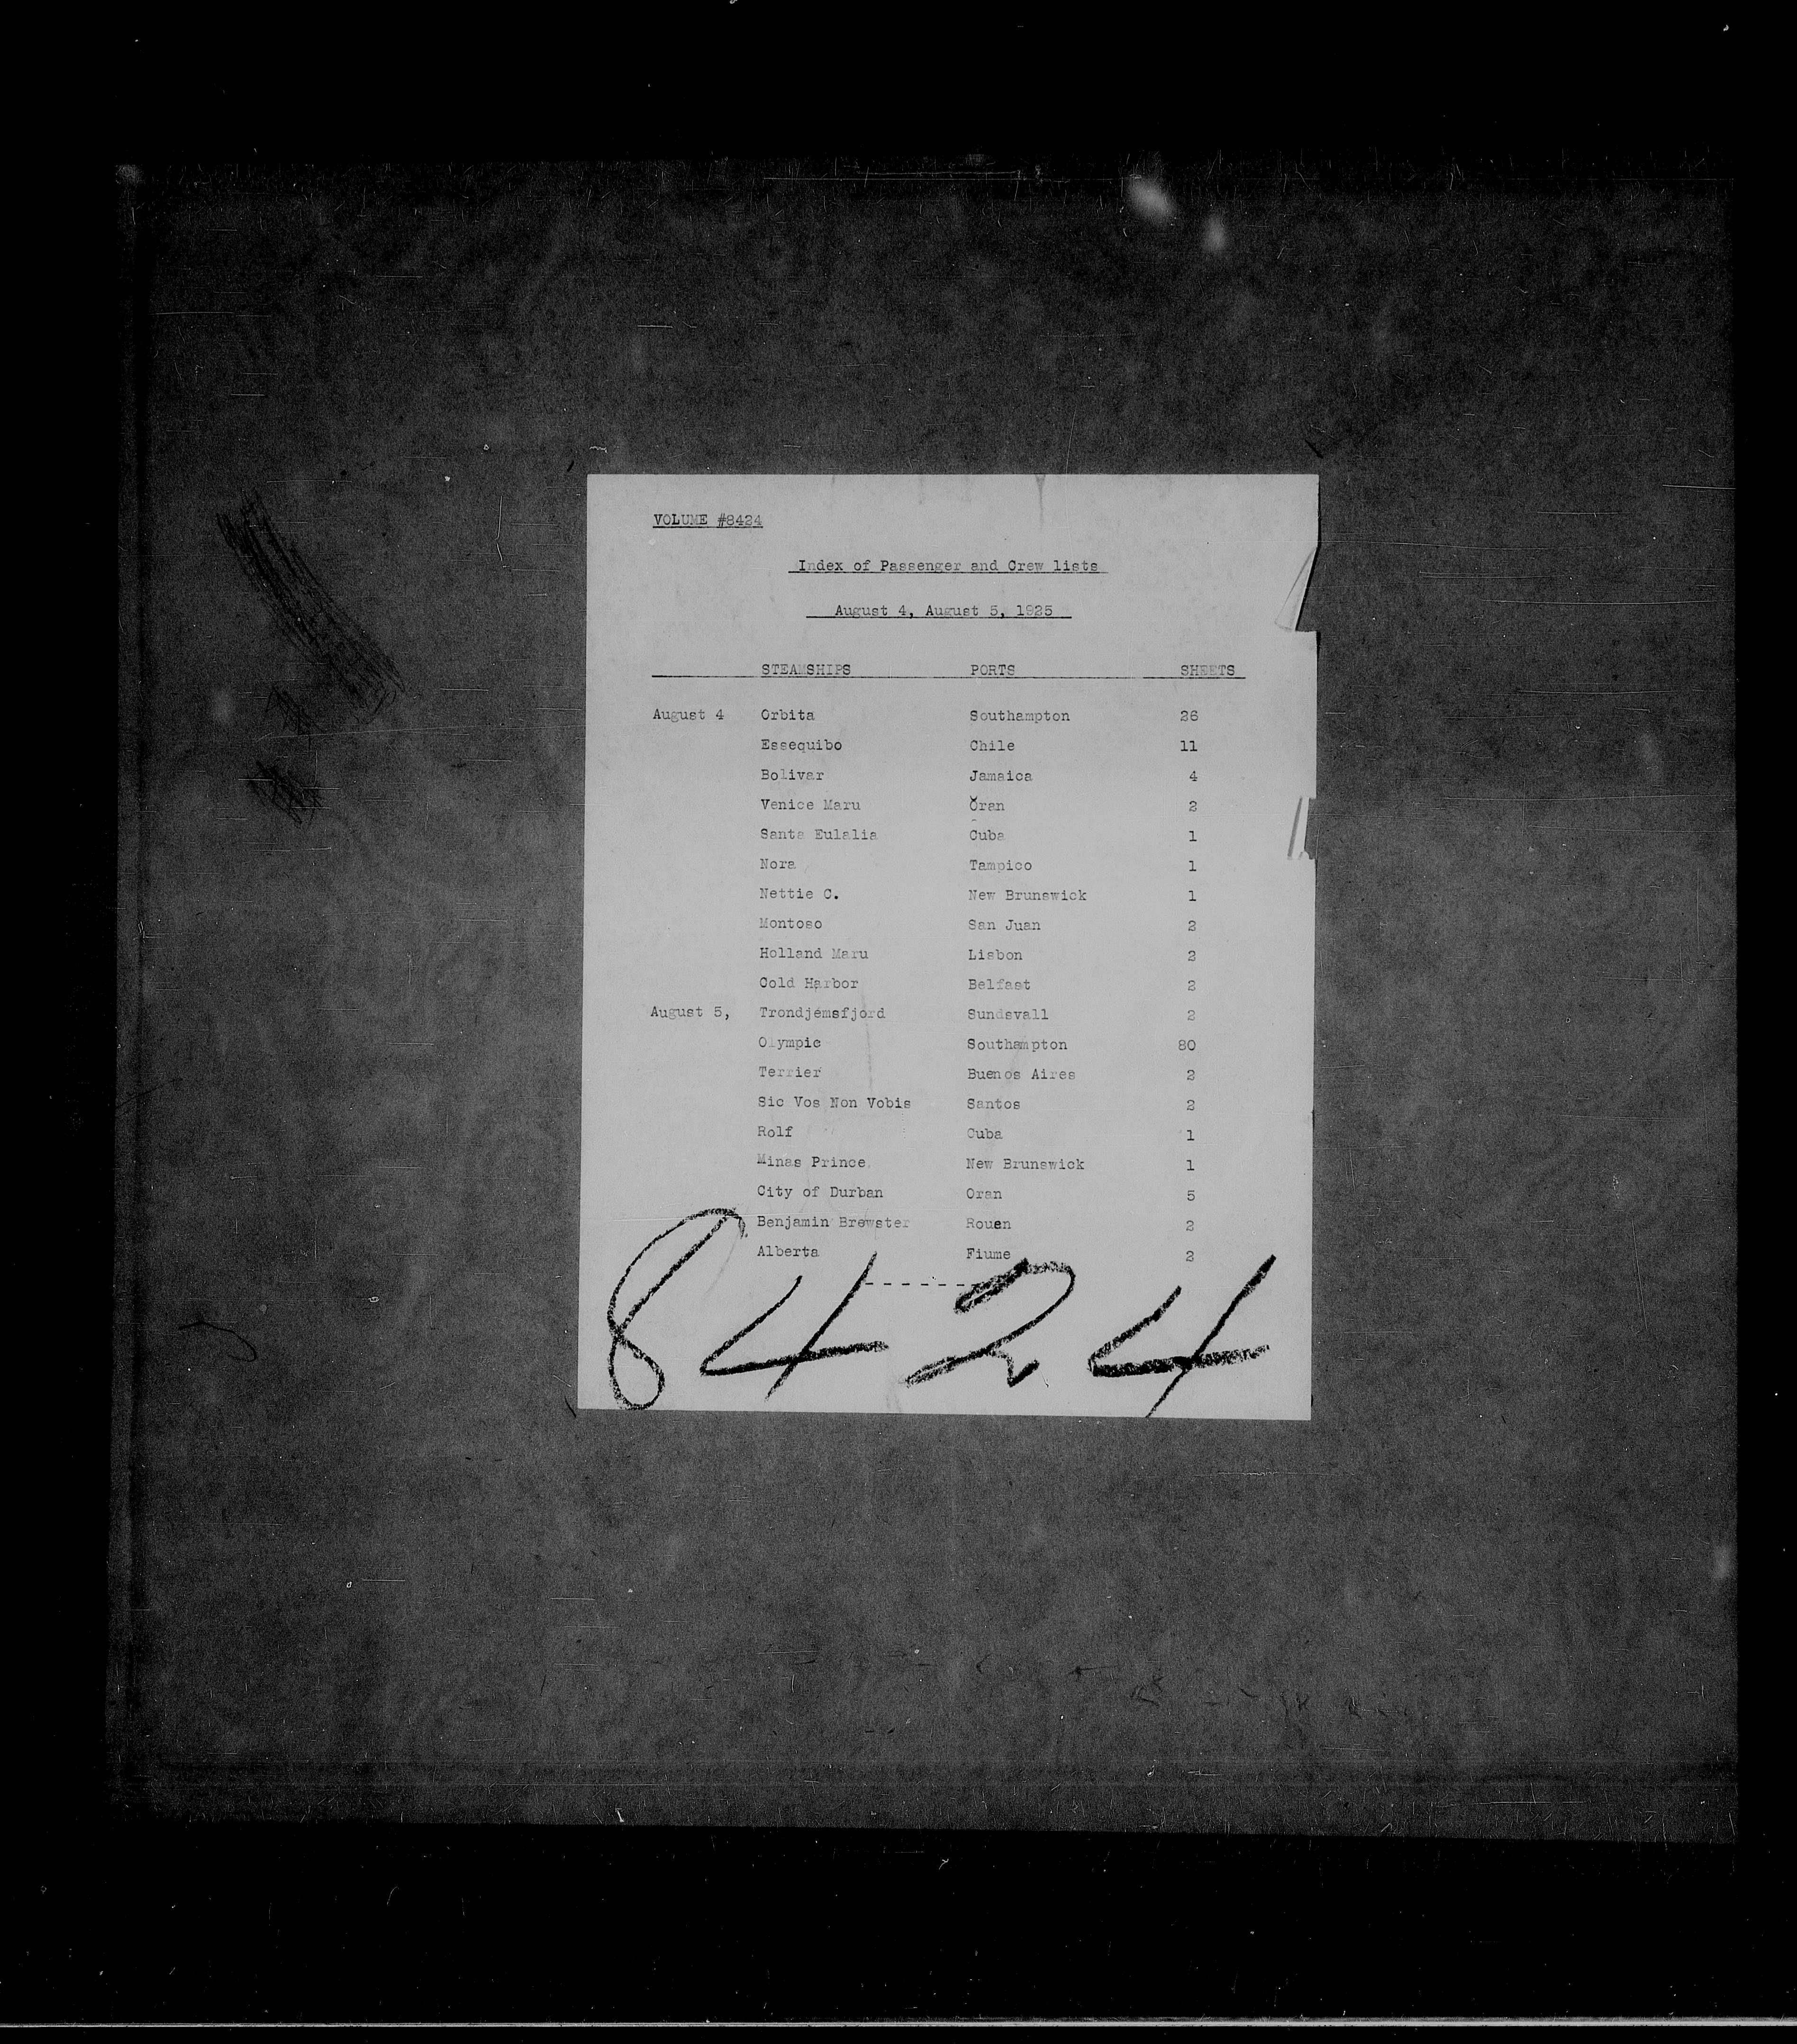 VOLUME #8424
Index of Passenger and Crew lists
August 4, August 5, 1925
STEAMSHIPS PORTS SHEETS
August 4 Orbita Southampton 26
Essequibo Chile 11
Bolivar Jamaica 4
Venice Maru Oran 2
Santa Eulalia Cuba 1
Nora Tampico 1
Nettie C. New Brunswick 1
Montoso San Juan 2
Holland Maru Lisbon 2
Cold Harbor Belfast 2
August 5, Trondjemsfjord Sundsvall 2
Olympic Southampton 80
Terrier Buenos Aires 2
Sic Vos Non Vobis Santos 2
Rolf Cuba 1
Minas Prince New Brunswick 1
City of Durban Oran 5
Benjamin Brewster Rouen 2
Alberta Fiume 2
- - - - - - - -
8424